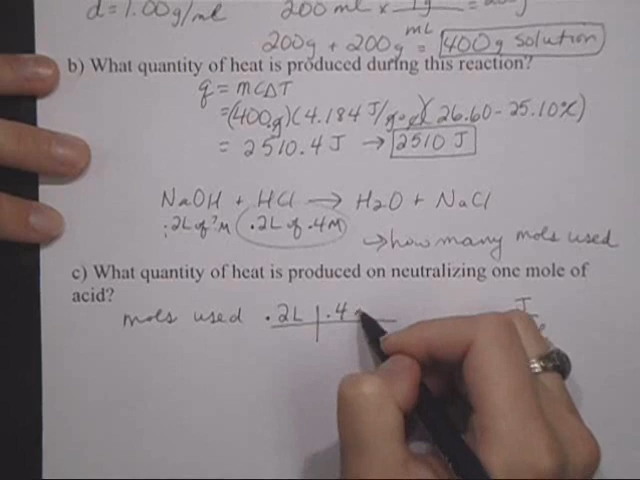 d = 1.00 g/ml 200 ml x
200g + 200g = 400g solution
mL
b) What quantity of heat is produced during this reaction?
q = mCΔT
= (400g)(4.184 J/g·°C)(26.60 - 25.10°C)
= 2510.4 J → 2510 J
NaOH + HCl → H2O + NaCl
.2L of ?M .2L of .4M
→ how many mols used
c) What quantity of heat is produced on neutralizing one mole of
acid?
mols used .2L | .4 J